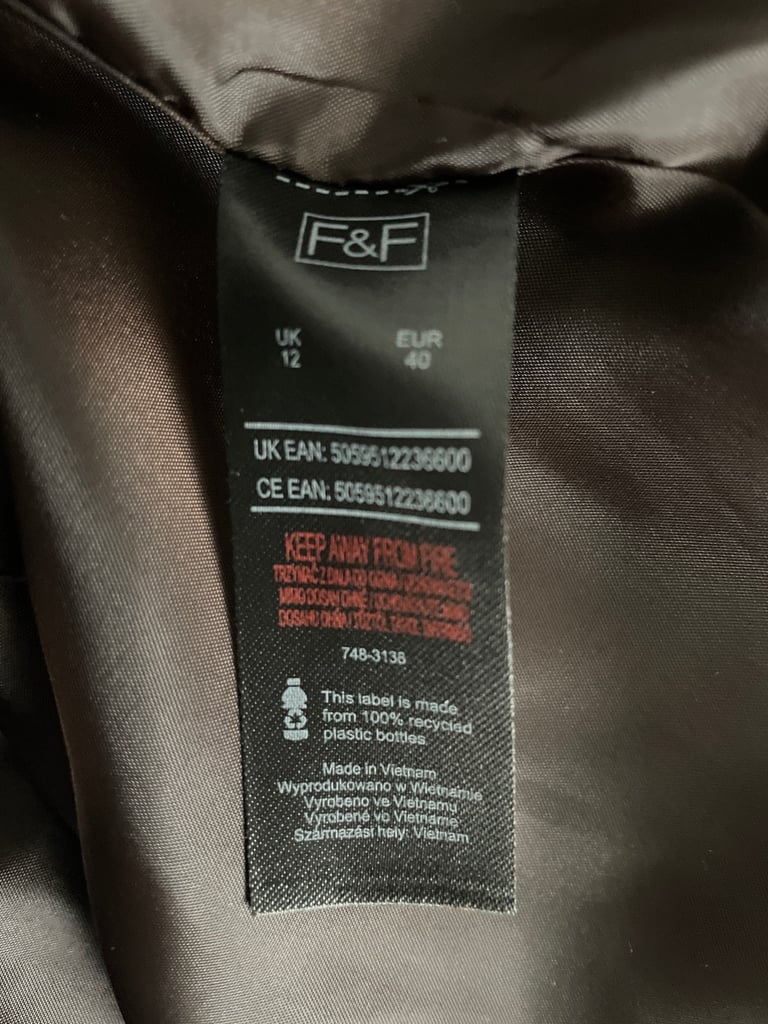 F&F
UK EUR
12 40
UK EAN: 5059512236600
CE EAN: 5059512236600
KEEP AWAY FROM FIRE
748-3138
This label is made
from 100% recycled
plastic bottles
Made in Vietnam
Wyprodukowano w Wietnamie
Vyrobeno ve Vietnamu
Vyrobené vo Vietname
Származási hely: Vietnam